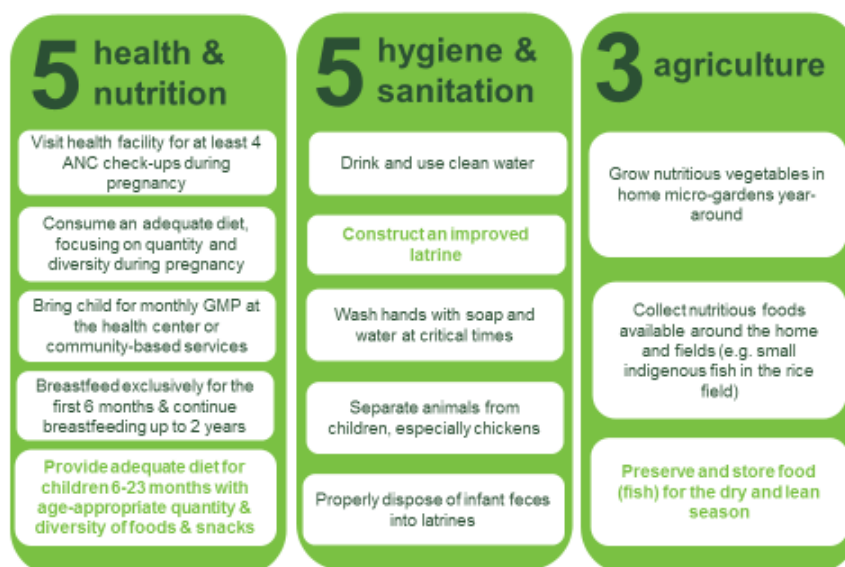 5 health &
nutrition
Visit health facility for at least 4
ANC check-ups during
pregnancy
Consume an adequate diet,
focusing on quantity and
diversity during pregnancy
Bring child for monthly GMP at
the health center or
community-based services
Breastfeed exclusively for the
first 6 months & continue
breastfeeding up to 2 years
Provide adequate diet for
children 6-23 months with
age-appropriate quantity &
diversity of foods & snacks
5 hygiene &
sanitation
Drink and use clean water
Construct an improved
latrine
Wash hands with soap and
water at critical times
Separate animals from
children, especially chickens
Properly dispose of infant feces
into latrines
3 agriculture
Grow nutritious vegetables in
home micro-gardens year-
around
Collect nutritious foods
available around the home
and fields (e.g. small
indigenous fish in the rice
field)
Preserve and store food
(fish) for the dry and lean
season